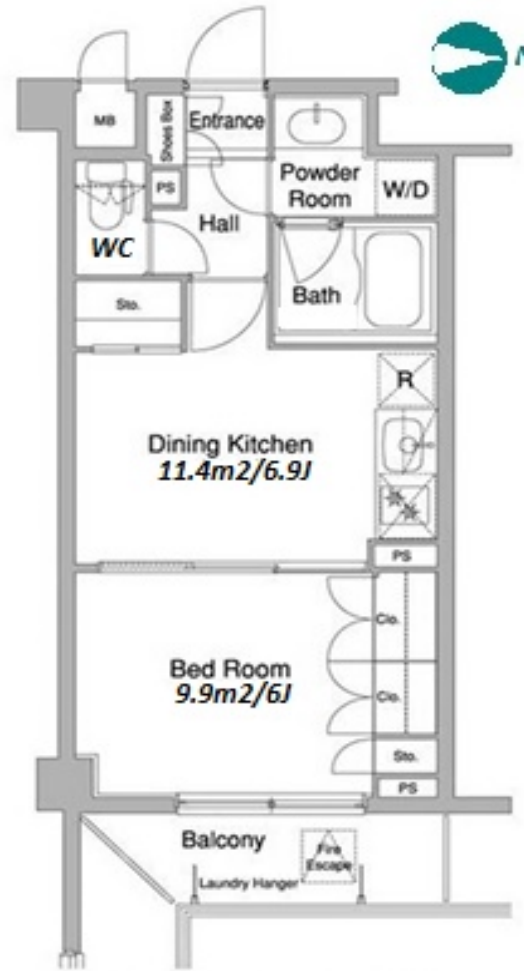 N
MB
Shoes Box
Entrance
Powder
Room
W/D
PS
WC
Hall
Sto.
Bath
R
Dining Kitchen
11.4m2/6.9J
PS
Clo.
Bed Room
9.9m2/6J
Clo.
Sto.
PS
Balcony
Fire
Escape
Laundry Hanger